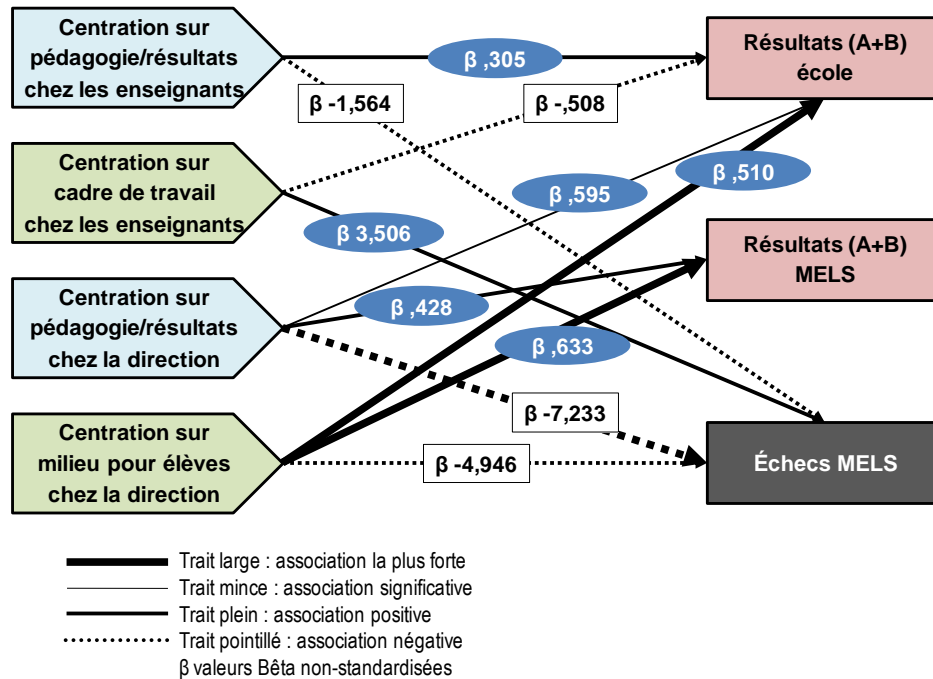 Centration sur
pédagogie/résultats
chez les enseignants
β ,305
Résultats (A+B)
école
β -1,564
β -,508
Centration sur
cadre de travail
chez les enseignants
β ,595
β ,510
β 3,506
Résultats (A+B)
MELS
Centration sur
pédagogie/résultats
chez la direction
β ,428
β ,633
β -7,233
Centration sur
milieu pour élèves
chez la direction
β -4,946
Échecs MELS
Trait large : association la plus forte
Trait mince : association significative
Trait plein : association positive
Trait pointillé : association négative
β valeurs Bêta non-standardisées